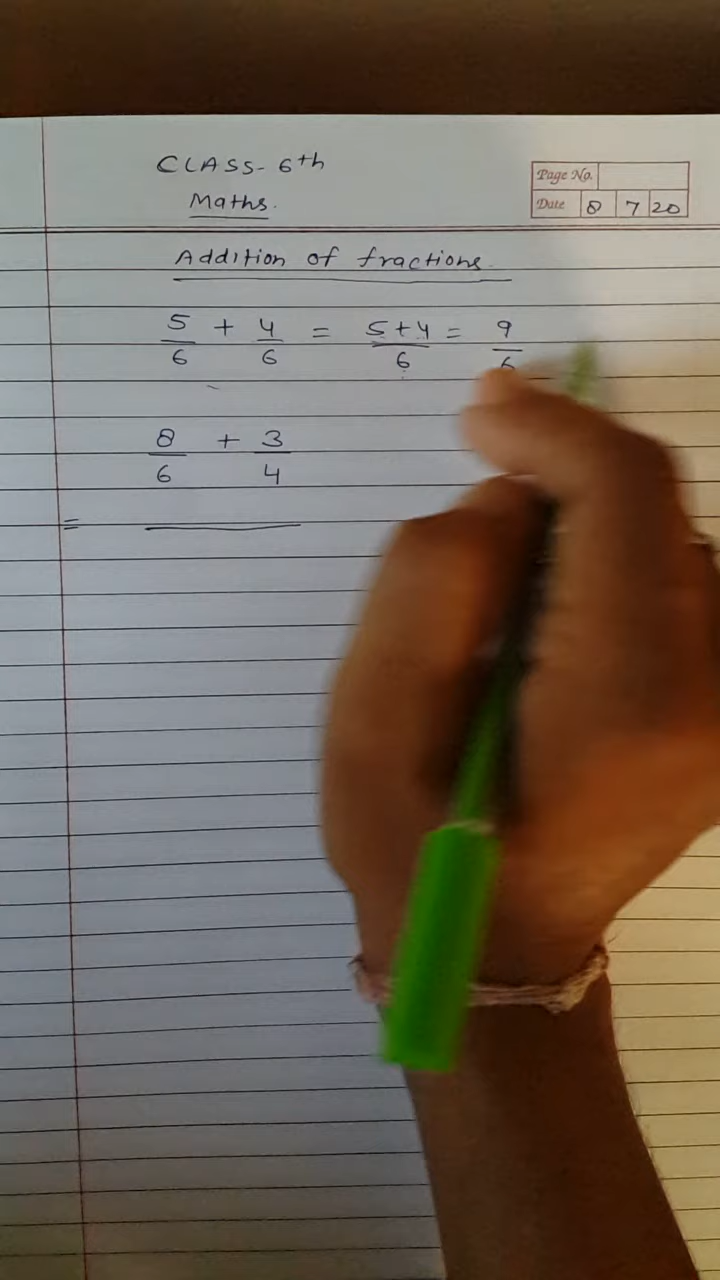 CLASS- 6th
Maths.
Page No.
Date 8 7 20
Addition of fractions.
5/6 + 4/6 = 5+4/6 = 9/6
8/6 + 3/4
=